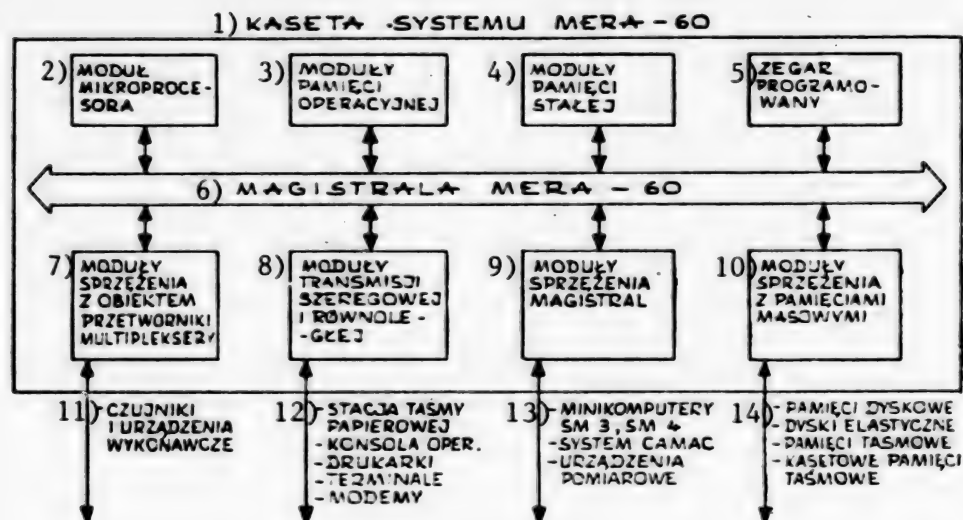 1) KASETA SYSTEMU MERA-60
2) MODUŁ
MIKROPROCE-
SORA
3) MODUŁY
PAMIĘCI
OPERACYJNEJ
4) MODUŁY
PAMIĘCI
STAŁEJ
5) ZEGAR
PROGRAMO-
WANY
6) MAGISTRALA MERA - 60
7) MODUŁY
SPRZĘŻENIA
Z OBIEKTEM
PRZETWORNIKI
MULTIPLEKSERY
8) MODUŁY
TRANSMISJI
SZEREGOWEJ
I RÓWNOLE-
-GŁEJ
9) MODUŁY
SPRZĘŻENIA
MAGISTRAL
10) MODUŁY
SPRZĘŻENIA
Z PAMIĘCIAMI
MASOWYMI
11) CZUJNIKI
I URZĄDZENIA
WYKONAWCZE
12) - STACJA TAŚMY
PAPIEROWEJ
- KONSOLA OPER.
- DRUKARKI
- TERMINALE
- MODEMY
13) - MINIKOMPUTERY
SM 3, SM 4
- SYSTEM CAMAC
- URZĄDZENIA
POMIAROWE
14) - PAMIĘCI DYSKOWE
- DYSKI ELASTYCZNE
- PAMIĘCI TAŚMOWE
- KASETOWE PAMIĘCI
TAŚMOWE